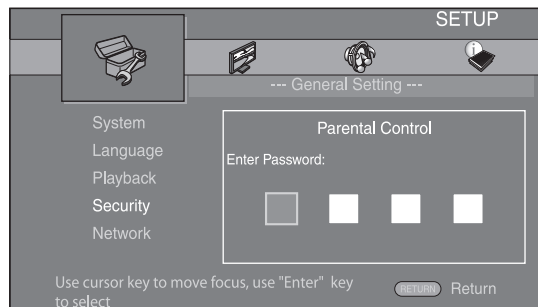 SETUP
--- General Setting ---
System
Language
Playback
Security
Network
Parental Control
Enter Password:
Use cursor key to move focus, use "Enter" key
to select
RETURN Return